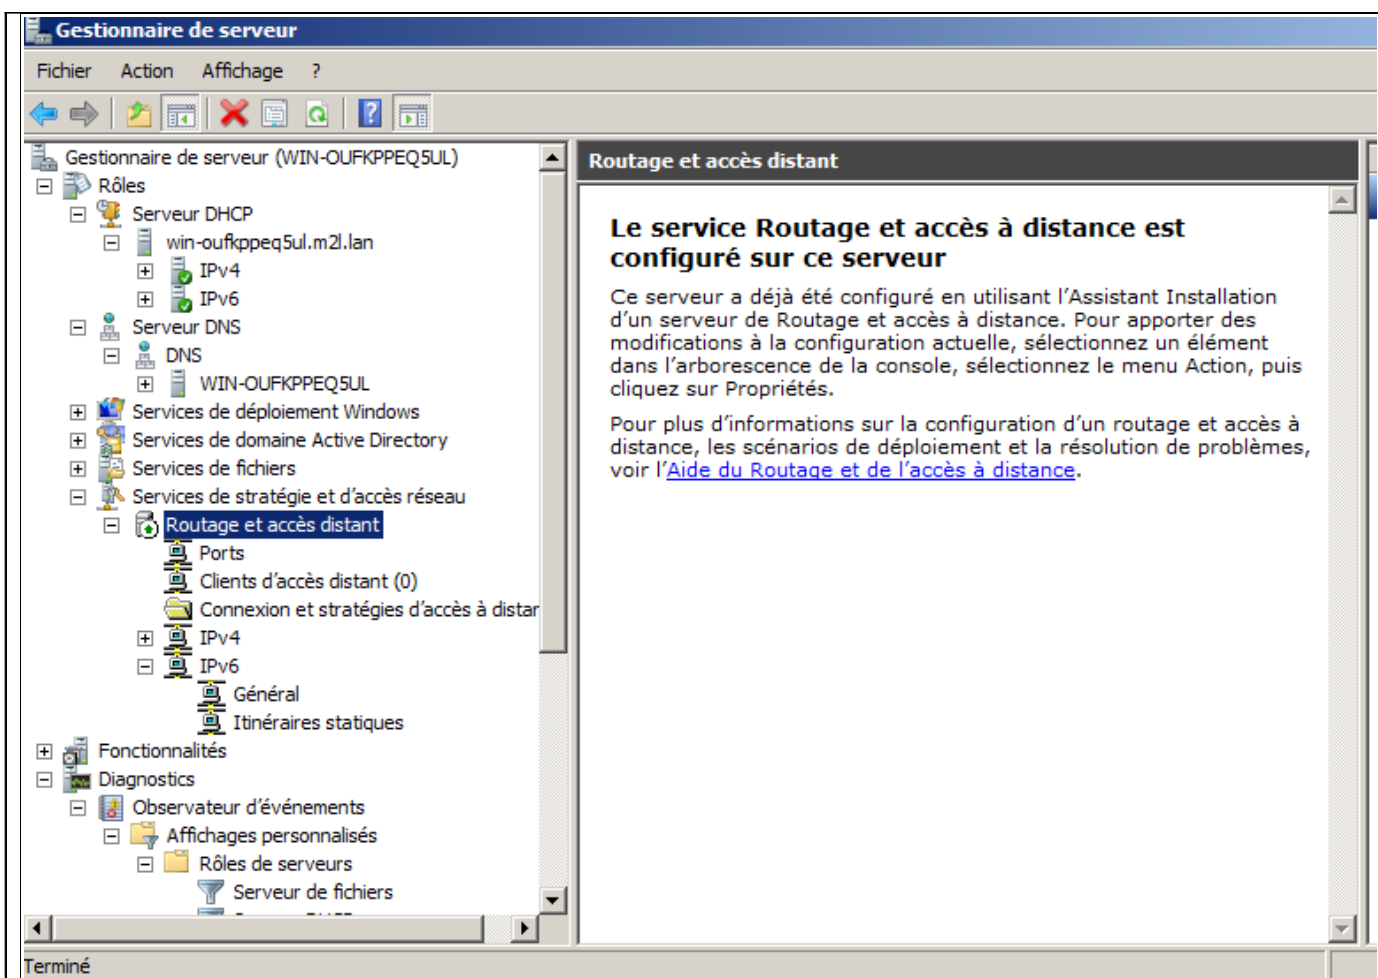 Gestionnaire de serveur
Fichier Action Affichage ?
Gestionnaire de serveur (WIN-OUFKPPEQ5UL)
Rôles
Serveur DHCP
win-oufkppeq5ul.m2l.lan
IPv4
IPv6
Serveur DNS
DNS
WIN-OUFKPPEQ5UL
Services de déploiement Windows
Services de domaine Active Directory
Services de fichiers
Services de stratégie et d'accès réseau
Routage et accès distant
Ports
Clients d'accès distant (0)
Connexion et stratégies d'accès à distar
IPv4
IPv6
Général
Itinéraires statiques
Fonctionnalités
Diagnostics
Observateur d'événements
Affichages personnalisés
Rôles de serveurs
Serveur de fichiers
Routage et accès distant
Le service Routage et accès à distance est
configuré sur ce serveur
Ce serveur a déjà été configuré en utilisant l'Assistant Installation
d'un serveur de Routage et accès à distance. Pour apporter des
modifications à la configuration actuelle, sélectionnez un élément
dans l'arborescence de la console, sélectionnez le menu Action, puis
cliquez sur Propriétés.
Pour plus d'informations sur la configuration d'un routage et accès à
distance, les scénarios de déploiement et la résolution de problèmes,
voir l'Aide du Routage et de l'accès à distance.
Terminé